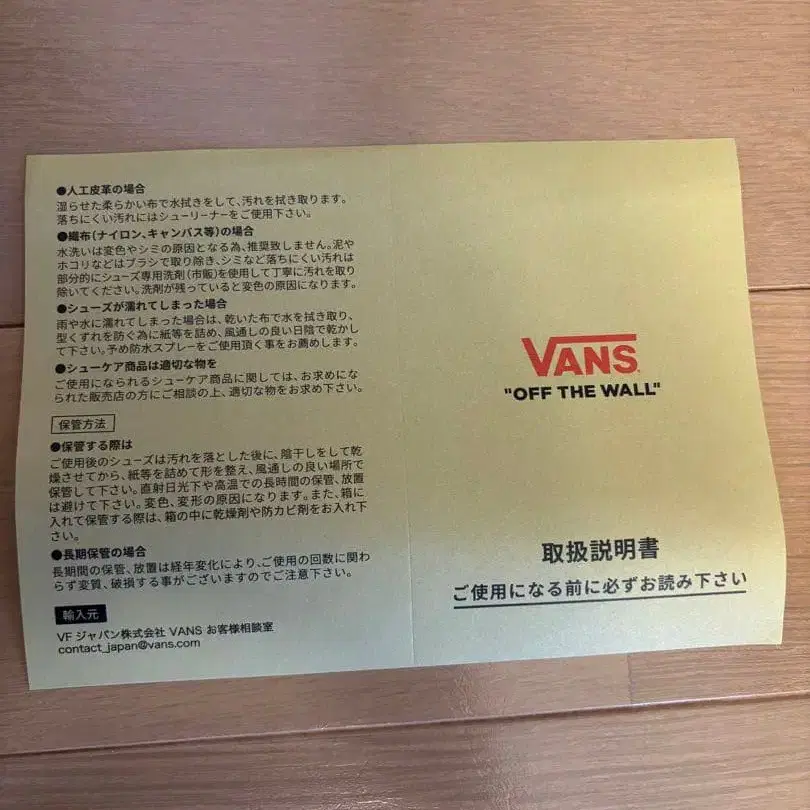 ●人工皮革の場合
湿らせた柔らかい布で水拭きをして、汚れを拭き取ります。
落ちにくい汚れにはシューリーナーをご使用下さい。
●織布(ナイロン、キャンバス等)の場合
水洗いは変色やシミの原因となる為、推奨致しません。泥や
ホコリなどはブラシで取り除き、シミなど落ちにくい汚れは
部分的にシューズ専用洗剤(市販)を使用して丁寧に汚れを取り
除いてください。洗剤が残っていると変色の原因になります。
●シューズが濡れてしまった場合
雨や水に濡れてしまった場合は、乾いた布で水を拭き取り、
型くずれを防ぐ為に紙等を詰め、風通しの良い日陰で乾かし
て下さい。予め防水スプレーをご使用頂く事をお薦めします。
●シューケア商品は適切な物を
ご使用になられるシューケア商品に関しては、お求めにな
られた販売店の方にご相談の上、適切な物をお求め下さい。
保管方法
●保管する際は
ご使用後のシューズは汚れを落とした後に、陰干しをして乾
燥させてから、紙等を詰めて形を整え、風通しの良い場所で
保管して下さい。直射日光下や高温での長時間の保管、放置
は避けて下さい。変色、変形の原因になります。また、箱に
入れて保管する際は、箱の中に乾燥剤や防カビ剤をお入れ下
さい。
●長期保管の場合
長期間の保管、放置は経年変化により、ご使用の回数に関わ
らず変質、破損する事がございますのでご注意下さい。
輸入元
VF ジャパン株式会社 VANS お客様相談室
contact_japan@vans.com
VANS
"OFF THE WALL"
取扱説明書
ご使用になる前に必ずお読み下さい